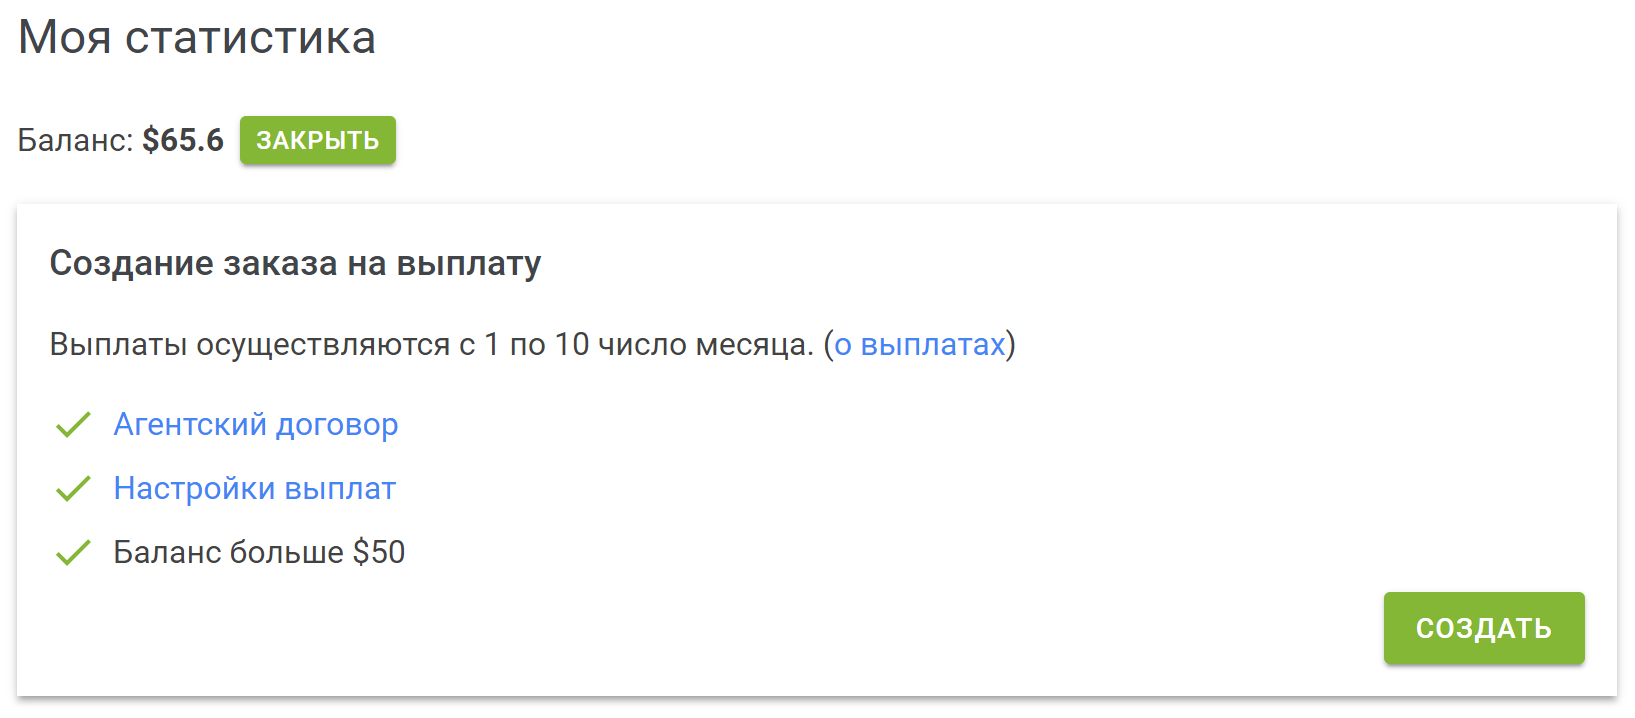 Моя статистика
Баланс: $65.6 ЗАКРЫТЬ
Создание заказа на выплату
Выплаты осуществляются с 1 по 10 число месяца. (о выплатах)
Агентский договор
Настройки выплат
Баланс больше $50
СОЗДАТЬ